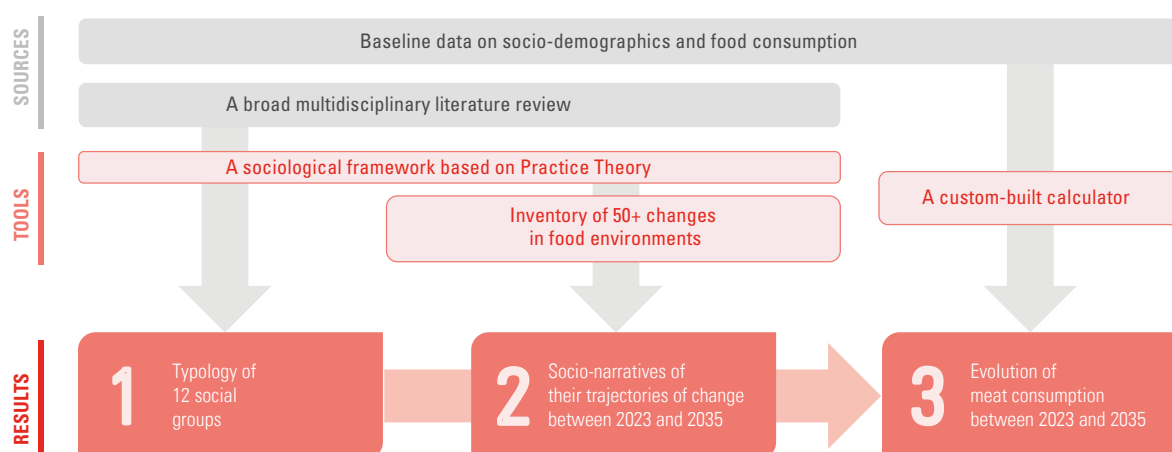 SOURCES
Baseline data on socio-demographics and food consumption
A broad multidisciplinary literature review
TOOLS
A sociological framework based on Practice Theory
Inventory of 50+ changes
in food environments
A custom-built calculator
RESULTS
1
Typology of
12 social
groups
2
Socio-narratives of
their trajectories of change
between 2023 and 2035
3
Evolution of
meat consumption
between 2023 and 2035